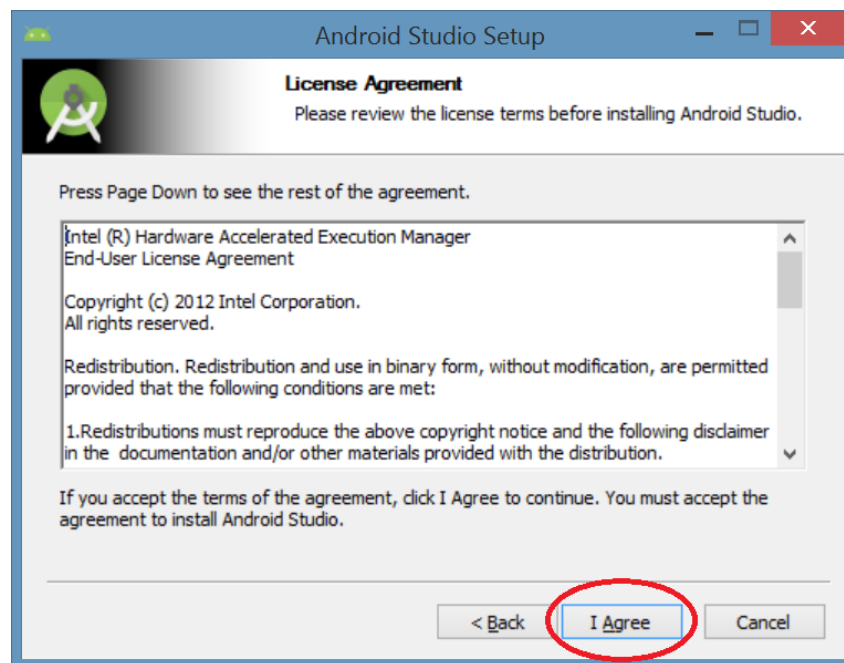 Android Studio Setup
License Agreement
Please review the license terms before installing Android Studio.
Press Page Down to see the rest of the agreement.
Intel (R) Hardware Accelerated Execution Manager
End-User License Agreement
Copyright (c) 2012 Intel Corporation.
All rights reserved.
Redistribution. Redistribution and use in binary form, without modification, are permitted
provided that the following conditions are met:
1.Redistributions must reproduce the above copyright notice and the following disclaimer
in the  documentation and/or other materials provided with the distribution.
If you accept the terms of the agreement, click I Agree to continue. You must accept the
agreement to install Android Studio.
< Back I Agree Cancel